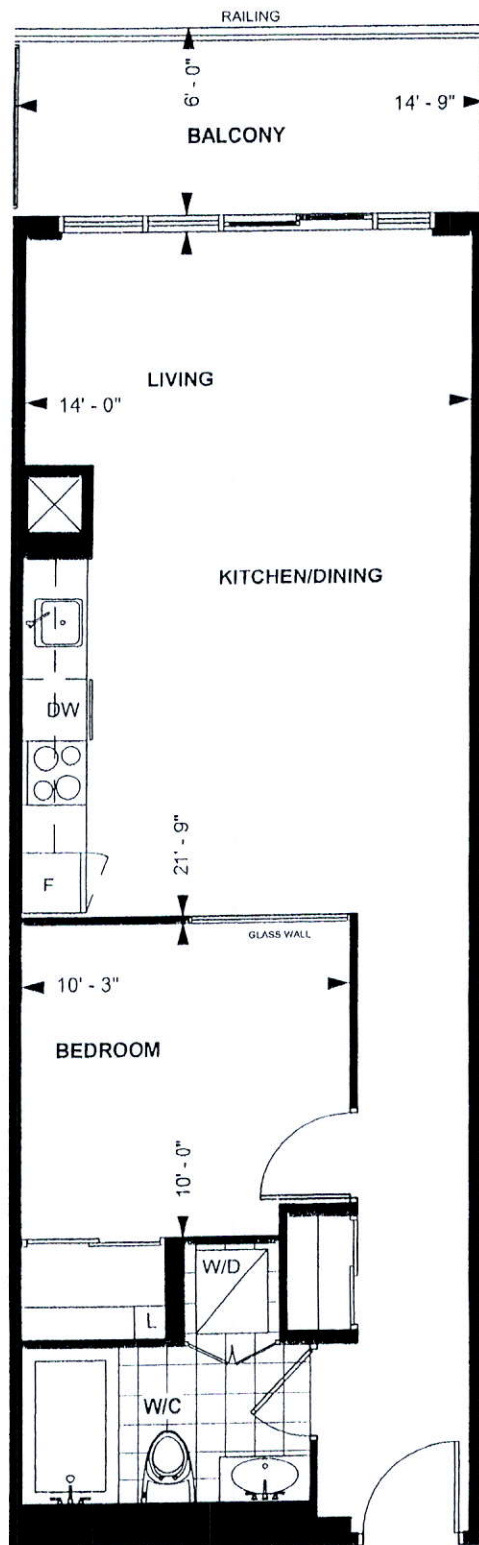 RAILING
6' - 0"
14' - 9"
BALCONY
LIVING
14' - 0"
KITCHEN/DINING
DW
21' - 9"
F
GLASS WALL
10' - 3"
BEDROOM
10' - 0"
W/D
L
W/C